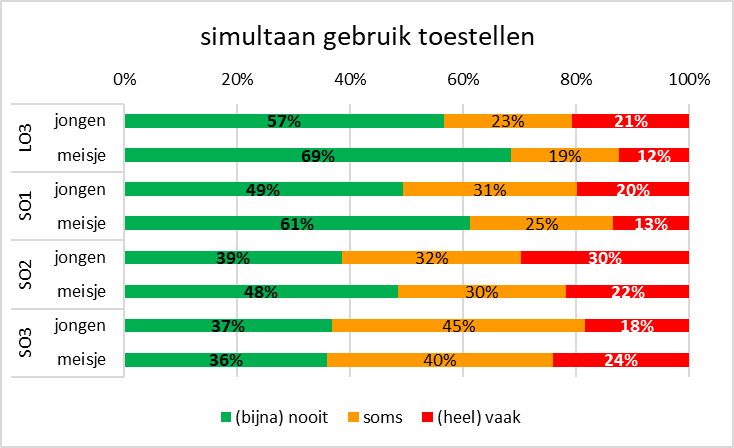 simultaan gebruik toestellen
0% 20% 40% 60% 80% 100%
LO3
jongen 57% 23% 21%
meisje 69% 19% 12%
SO1
jongen 49% 31% 20%
meisje 61% 25% 13%
SO2
jongen 39% 32% 30%
meisje 48% 30% 22%
SO3
jongen 37% 45% 18%
meisje 36% 40% 24%
(bijna) nooit soms (heel) vaak